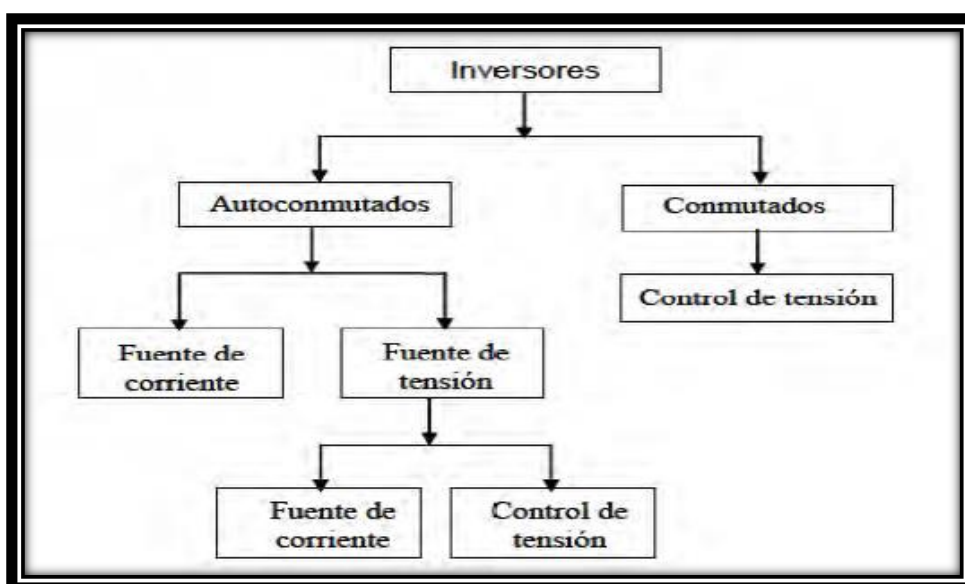 Inversores
Autoconmutados
Conmutados
Control de tensión
Fuente de
corriente
Fuente de
tensión
Fuente de
corriente
Control de
tensión